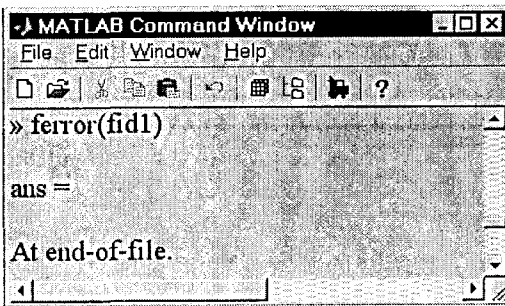 MATLAB Command Window
File Edit Window Help
?
» ferror(fid1)
ans =
At end-of-file.